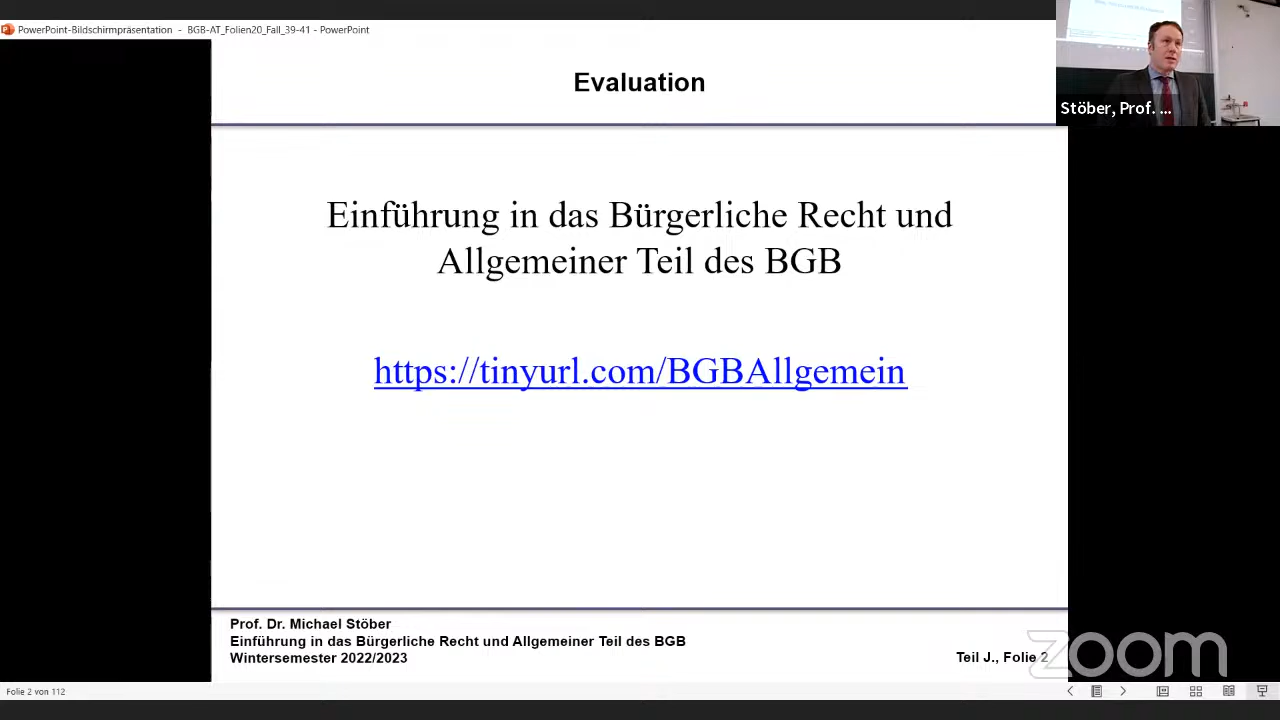 PowerPoint-Bildschirmpräsentation - BGB-AT_Folien20_Fall_39-41 - PowerPoint
Stöber, Prof. ...
Evaluation
Einführung in das Bürgerliche Recht und
Allgemeiner Teil des BGB
https://tinyurl.com/BGBAllgemein
Prof. Dr. Michael Stöber
Einführung in das Bürgerliche Recht und Allgemeiner Teil des BGB
Wintersemester 2022/2023
Teil J., Folie 2
zoom
Folie 2 von 112